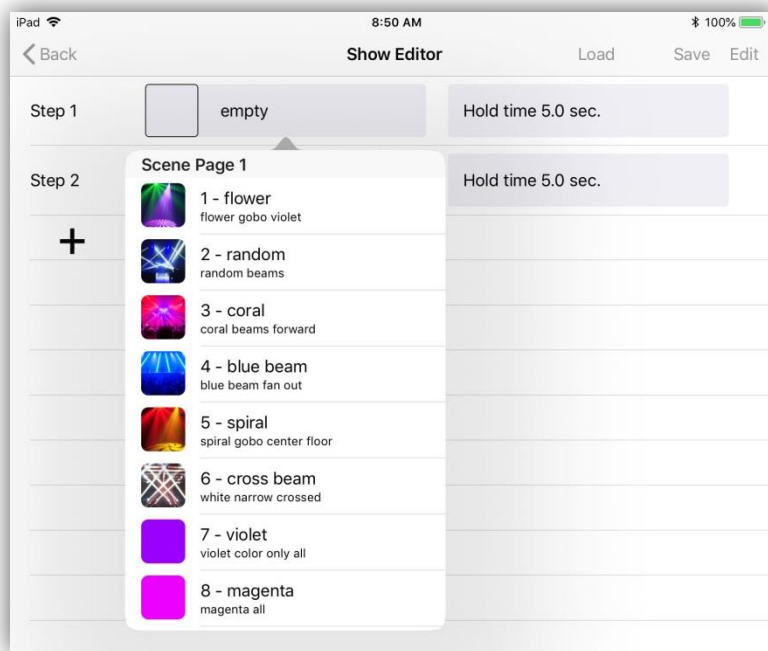 iPad 8:50 AM 100%
Back Show Editor Load Save Edit
Step 1 empty Hold time 5.0 sec.
Scene Page 1
Step 2 Hold time 5.0 sec.
1 - flower
flower gobo violet
+
2 - random
random beams
3 - coral
coral beams forward
4 - blue beam
blue beam fan out
5 - spiral
spiral gobo center floor
6 - cross beam
white narrow crossed
7 - violet
violet color only all
8 - magenta
magenta all